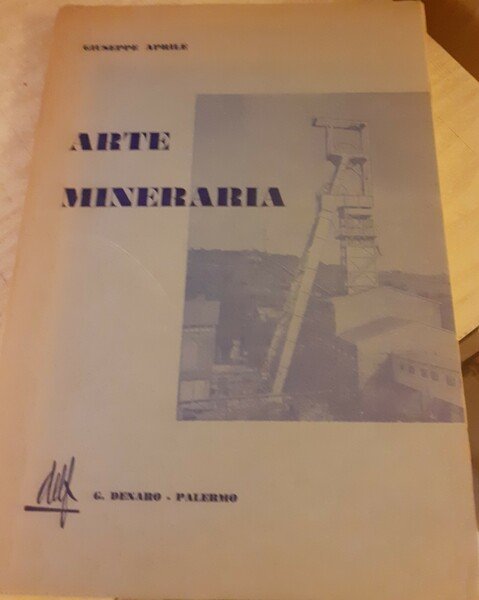 GIUSEPPE APRILE
ARTE
MINERARIA
G. DENARO - PALERMO